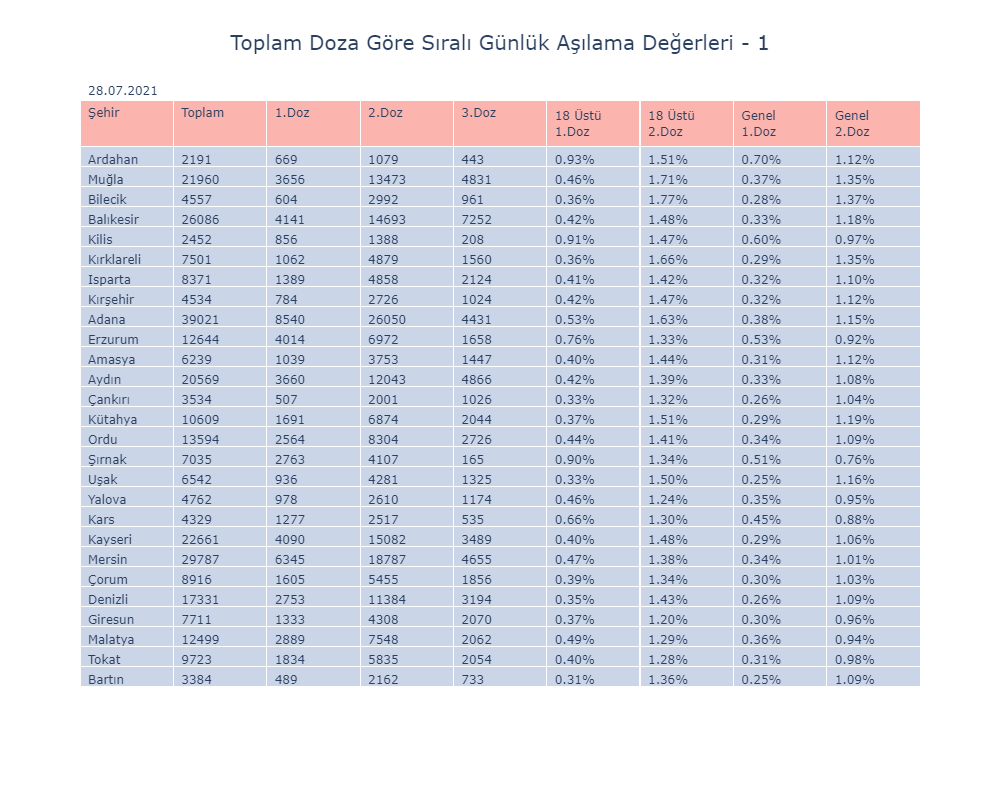 Toplam Doza Göre Sıralı Günlük Aşılama Değerleri - 1
28.07.2021
Şehir Toplam 1.Doz 2.Doz 3.Doz 18 Üstü 1.Doz 18 Üstü 2.Doz Genel 1.Doz Genel 2.Doz
Ardahan 2191 669 1079 443 0.93% 1.51% 0.70% 1.12%
Muğla 21960 3656 13473 4831 0.46% 1.71% 0.37% 1.35%
Bilecik 4557 604 2992 961 0.36% 1.77% 0.28% 1.37%
Balıkesir 26086 4141 14693 7252 0.42% 1.48% 0.33% 1.18%
Kilis 2452 856 1388 208 0.91% 1.47% 0.60% 0.97%
Kırklareli 7501 1062 4879 1560 0.36% 1.66% 0.29% 1.35%
Isparta 8371 1389 4858 2124 0.41% 1.42% 0.32% 1.10%
Kırşehir 4534 784 2726 1024 0.42% 1.47% 0.32% 1.12%
Adana 39021 8540 26050 4431 0.53% 1.63% 0.38% 1.15%
Erzurum 12644 4014 6972 1658 0.76% 1.33% 0.53% 0.92%
Amasya 6239 1039 3753 1447 0.40% 1.44% 0.31% 1.12%
Aydın 20569 3660 12043 4866 0.42% 1.39% 0.33% 1.08%
Çankırı 3534 507 2001 1026 0.33% 1.32% 0.26% 1.04%
Kütahya 10609 1691 6874 2044 0.37% 1.51% 0.29% 1.19%
Ordu 13594 2564 8304 2726 0.44% 1.41% 0.34% 1.09%
Şırnak 7035 2763 4107 165 0.90% 1.34% 0.51% 0.76%
Uşak 6542 936 4281 1325 0.33% 1.50% 0.25% 1.16%
Yalova 4762 978 2610 1174 0.46% 1.24% 0.35% 0.95%
Kars 4329 1277 2517 535 0.66% 1.30% 0.45% 0.88%
Kayseri 22661 4090 15082 3489 0.40% 1.48% 0.29% 1.06%
Mersin 29787 6345 18787 4655 0.47% 1.38% 0.34% 1.01%
Çorum 8916 1605 5455 1856 0.39% 1.34% 0.30% 1.03%
Denizli 17331 2753 11384 3194 0.35% 1.43% 0.26% 1.09%
Giresun 7711 1333 4308 2070 0.37% 1.20% 0.30% 0.96%
Malatya 12499 2889 7548 2062 0.49% 1.29% 0.36% 0.94%
Tokat 9723 1834 5835 2054 0.40% 1.28% 0.31% 0.98%
Bartın 3384 489 2162 733 0.31% 1.36% 0.25% 1.09%